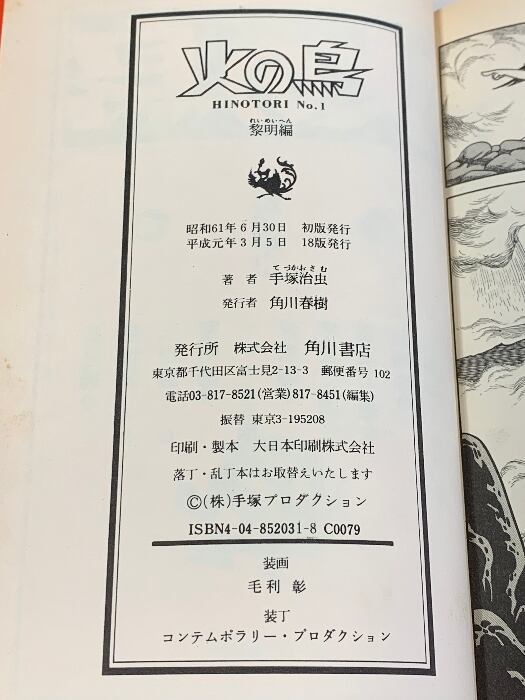 火の鳥
HINOTORI No.1
れいめいへん
黎明編
昭和61年6月30日 初版発行
平成元年3月5日 18版発行
てづかおさむ
著者 手塚治虫
発行者 角川春樹
発行所 株式会社 角川書店
東京都千代田区富士見2-13-3 郵便番号 102
電話03-817-8521(営業)817-8451(編集)
振替 東京3-195208
印刷・製本 大日本印刷株式会社
落丁・乱丁本はお取替えいたします
©(株)手塚プロダクション
ISBN4-04-852031-8 C0079
装画
毛利 彰
装丁
コンテムポラリー・プロダクション